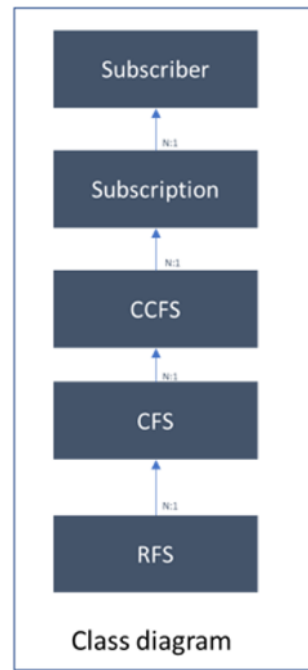 Subscriber
N:1
Subscription
N:1
CCFS
N:1
CFS
N:1
RFS
Class diagram